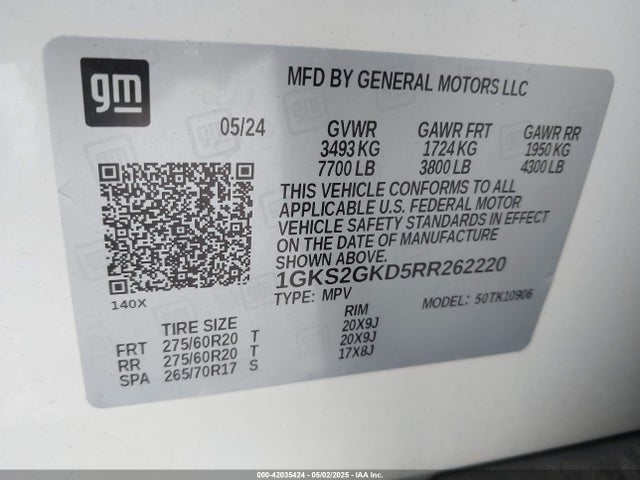 gm
MFD BY GENERAL MOTORS LLC
05/24 GVWR GAWR FRT GAWR RR
3493 KG 1724 KG 1950 KG
7700 LB 3800 LB 4300 LB
THIS VEHICLE CONFORMS TO ALL
APPLICABLE U.S. FEDERAL MOTOR
VEHICLE SAFETY STANDARDS IN EFFECT
ON THE DATE OF MANUFACTURE
SHOWN ABOVE.
1GKS2GKD5RR262220
140X TYPE: MPV MODEL: 50TK10906
TIRE SIZE RIM
FRT 275/60R20 T 20X9J
RR 275/60R20 T 20X9J
SPA 265/70R17 S 17X8J
000-42035424 - 05/02/2025 - IAA Inc.